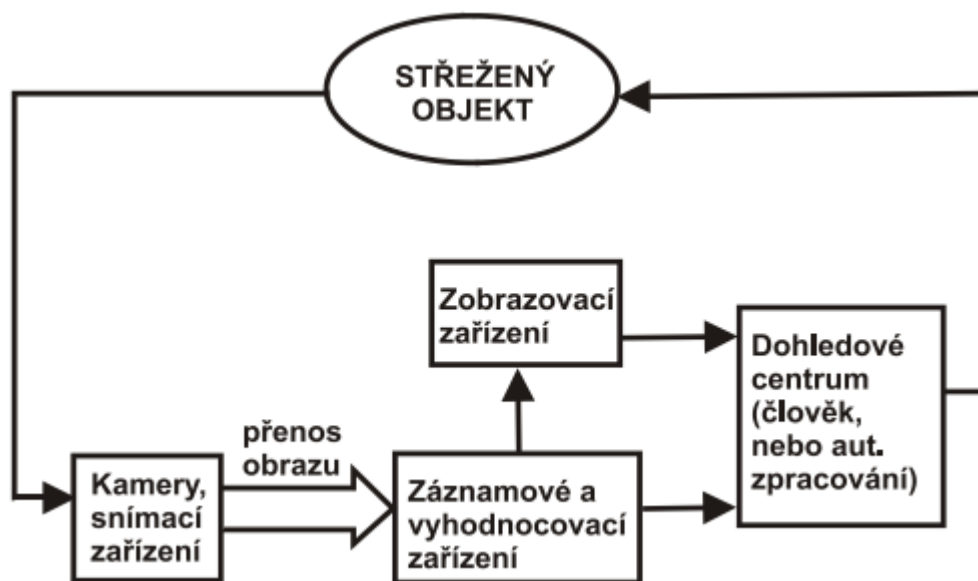 STŘEŽENÝ
OBJEKT
Zobrazovací
zařízení
Dohledové
centrum
(člověk,
nebo aut.
zpracování)
přenos
obrazu
Kamery,
snímací
zařízení
Záznamové a
vyhodnocovací
zařízení